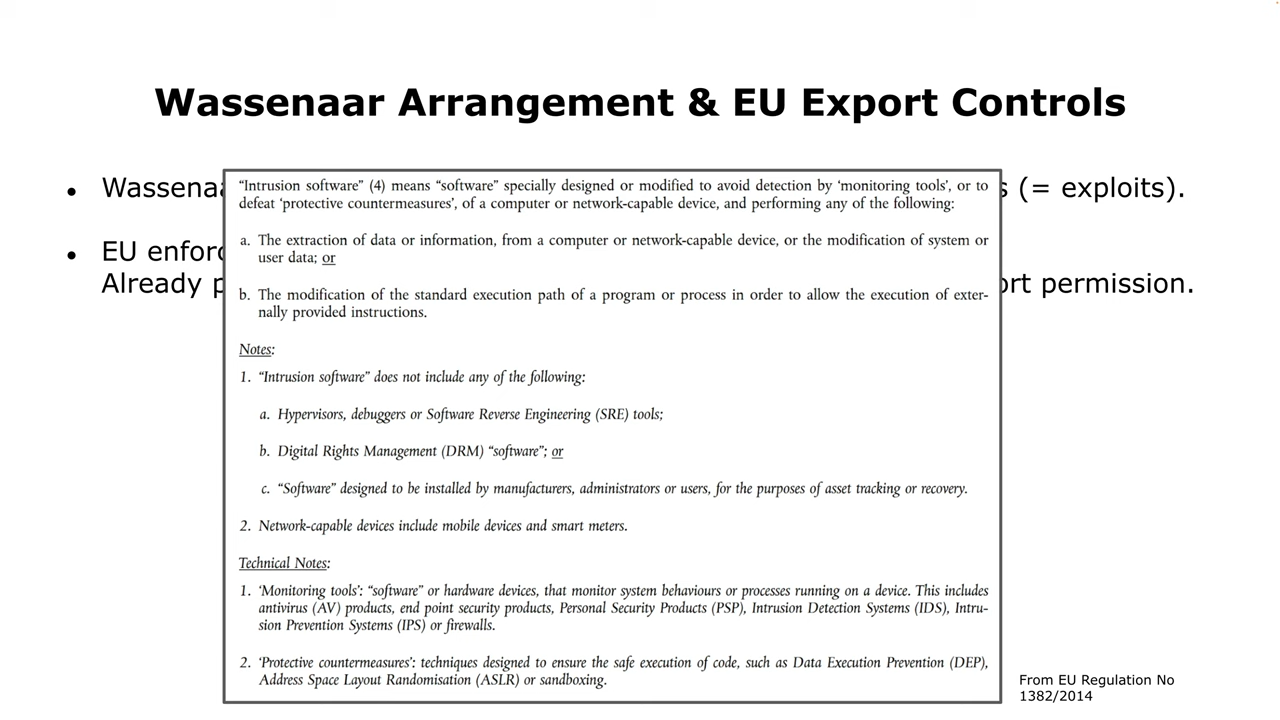 Wassenaar Arrangement & EU Export Controls
• Wassenaa
(= exploits).
• EU enforc
Already p
ort permission.
“Intrusion software” (4) means “software” specially designed or modified to avoid detection by ‘monitoring tools’, or to
defeat ‘protective countermeasures’, of a computer or network-capable device, and performing any of the following:
a. The extraction of data or information, from a computer or network-capable device, or the modification of system or
user data; or
b. The modification of the standard execution path of a program or process in order to allow the execution of exter-
nally provided instructions.
Notes:
1. “Intrusion software” does not include any of the following:
a. Hypervisors, debuggers or Software Reverse Engineering (SRE) tools;
b. Digital Rights Management (DRM) “software”; or
c. “Software” designed to be installed by manufacturers, administrators or users, for the purposes of asset tracking or recovery.
2. Network-capable devices include mobile devices and smart meters.
Technical Notes:
1. ‘Monitoring tools’: “software” or hardware devices, that monitor system behaviours or processes running on a device. This includes
antivirus (AV) products, end point security products, Personal Security Products (PSP), Intrusion Detection Systems (IDS), Intru-
sion Prevention Systems (IPS) or firewalls.
2. ‘Protective countermeasures’: techniques designed to ensure the safe execution of code, such as Data Execution Prevention (DEP),
Address Space Layout Randomisation (ASLR) or sandboxing.
From EU Regulation No
1382/2014